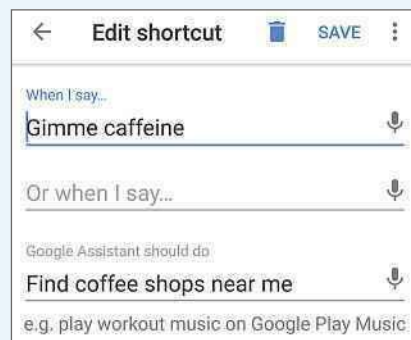 Edit shortcut SAVE
When I say...
Gimme caffeine
Or when I say...
Google Assistant should do
Find coffee shops near me
e.g. play workout music on Google Play Music